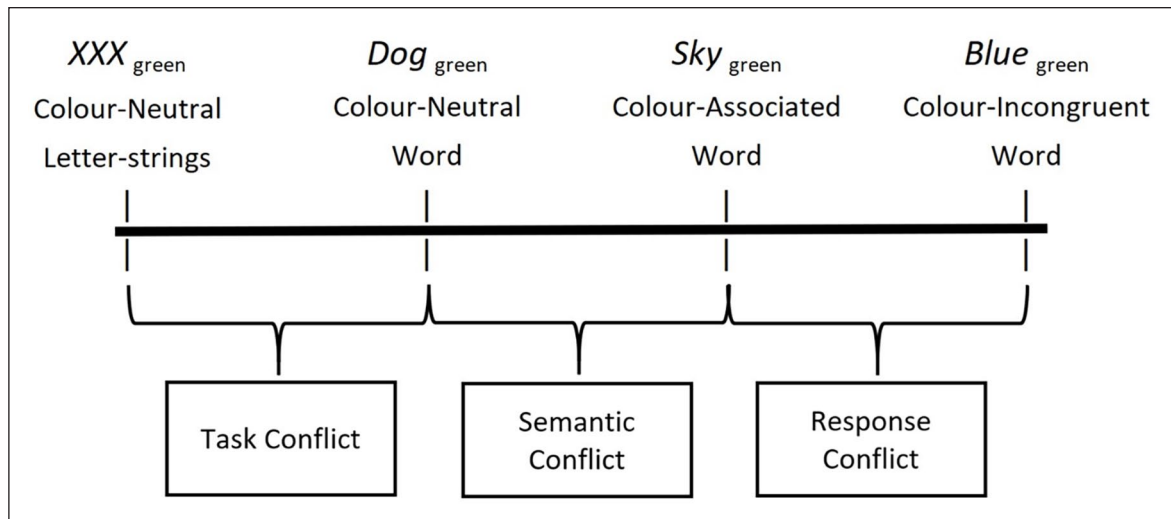 XXX green
Colour-Neutral
Letter-strings
Dog green
Colour-Neutral
Word
Sky green
Colour-Associated
Word
Blue green
Colour-Incongruent
Word
Task Conflict
Semantic
Conflict
Response
Conflict